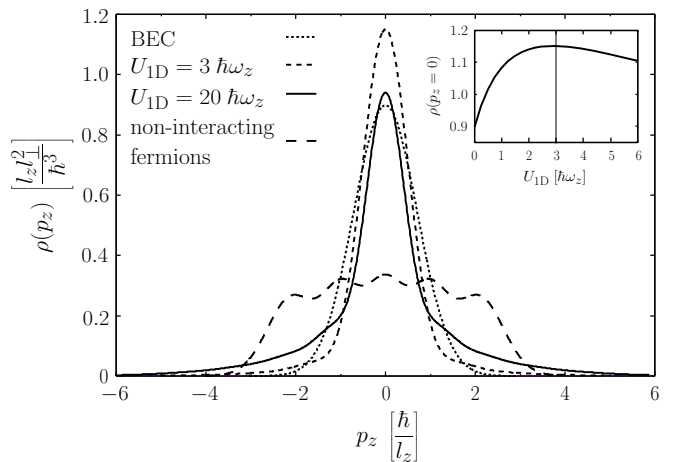 ρ(p_z) [l_z l_⊥^2 / ħ^3]
1.2
1.0
0.8
0.6
0.4
0.2
0
BEC
U_1D = 3 ħω_z
U_1D = 20 ħω_z
non-interacting
fermions
ρ(p_z = 0)
1.2
1.1
1.0
0.9
0 1 2 3 4 5 6
U_1D [ħω_z]
−6 −4 −2 0 2 4 6
p_z [ħ / l_z]